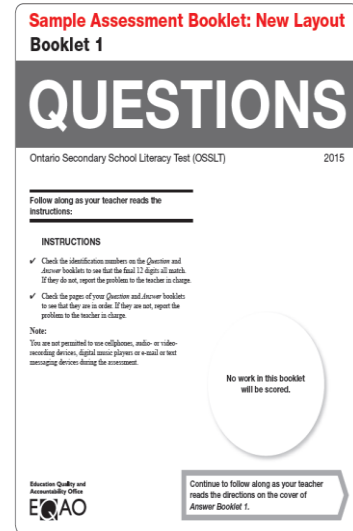 Sample Assessment Booklet: New Layout
Booklet 1
QUESTIONS
Ontario Secondary School Literacy Test (OSSLT) 2015
Follow along as your teacher reads the
instructions:
INSTRUCTIONS
✔ Check the identification numbers on the Question and
Answer booklets to see that the final 12 digits all match.
If they do not, report the problem to the teacher in charge.
✔ Check the pages of your Question and Answer booklets
to see that they are in order. If they are not, report the
problem to the teacher in charge.
Note:
You are not permitted to use cellphones, audio- or video-
recording devices, digital music players or e-mail or text
messaging devices during the assessment.
No work in this booklet
will be scored.
Education Quality and
Accountability Office
EQAO
Continue to follow along as your teacher
reads the directions on the cover of
Answer Booklet 1.